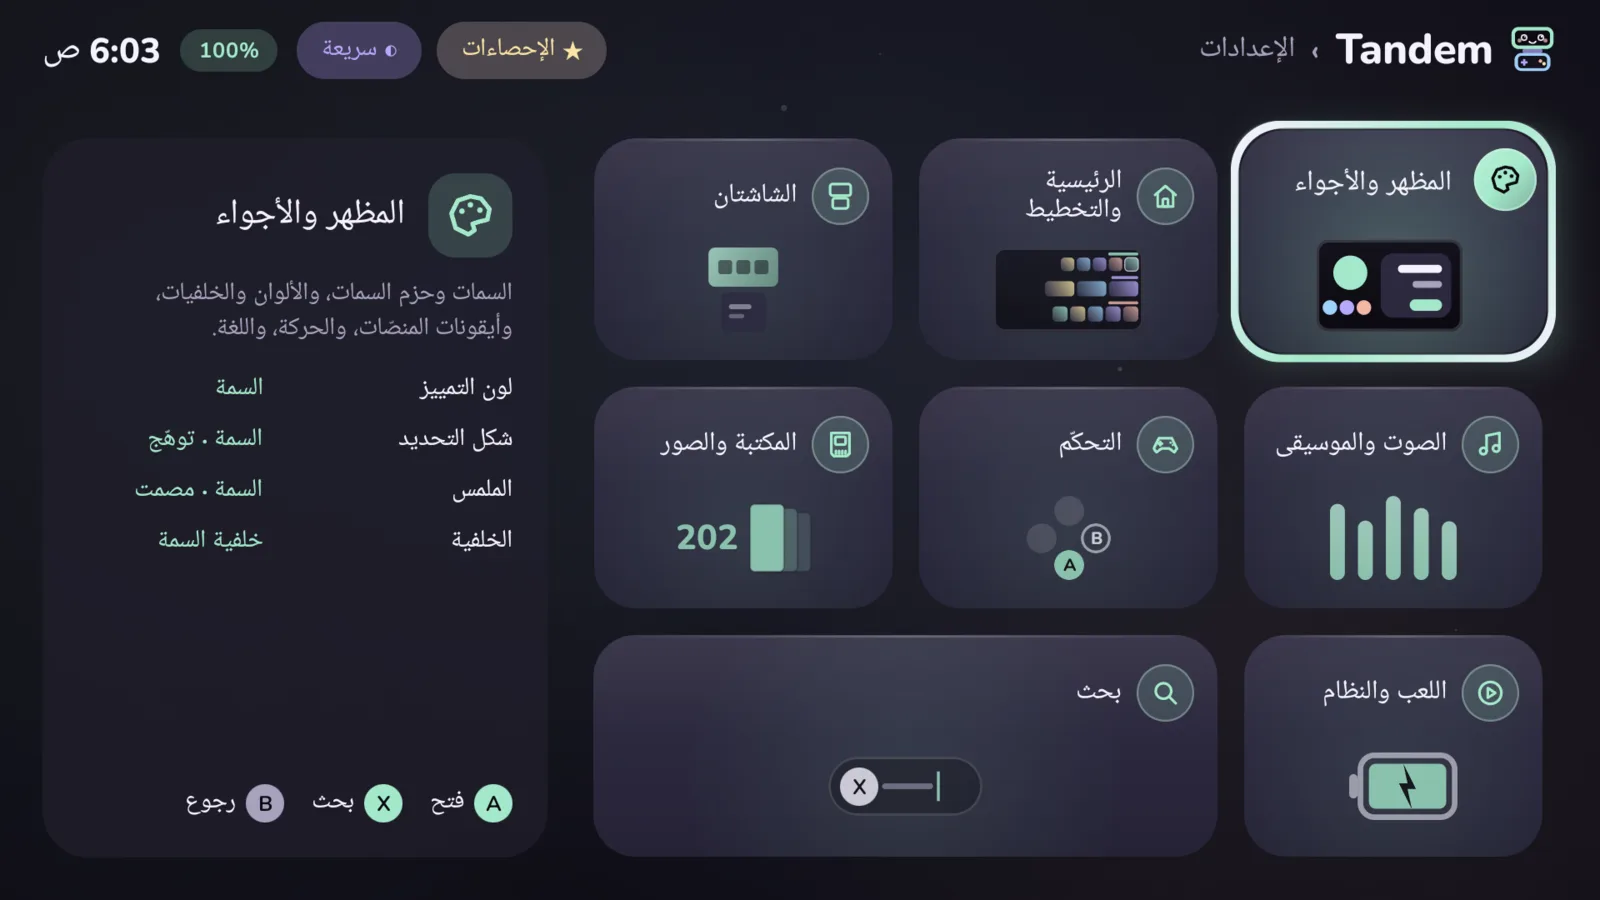 Tandem › الإعدادات
الإحصاءات
سريعة
100%
6:03 ص
المظهر والأجواء
الرئيسية
والتخطيط
الشاشتان
الصوت والموسيقى
التحكّم
B
A
المكتبة والصور
202
اللعب والنظام
بحث
X
المظهر والأجواء
السمات وحزم السمات، والألوان والخلفيات،
وأيقونات المنصّات، والحركة، واللغة.
لون التمييز السمة
شكل التحديد السمة · توهّج
الملمس السمة · مصمت
الخلفية خلفية السمة
A فتح X بحث B رجوع